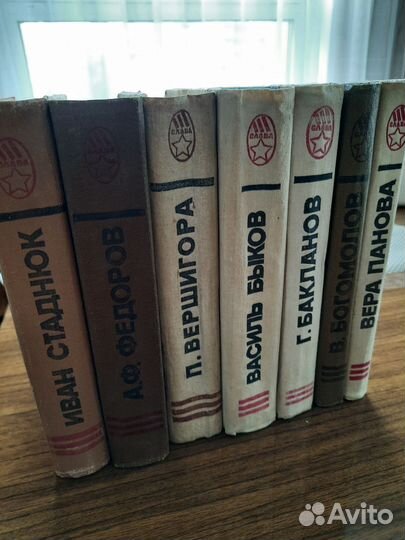 СЛАВА
ИВАН СТАДНЮК
А.Ф. ФЕДОРОВ
СЛАВА
П. ВЕРШИГОРА
СЛАВА
ВАСИЛЬ БЫКОВ
СЛАВА
Г. БАКЛАНОВ
В. БОГОМОЛОВ
СЛАВА
ВЕРА ПАНОВА
Avito